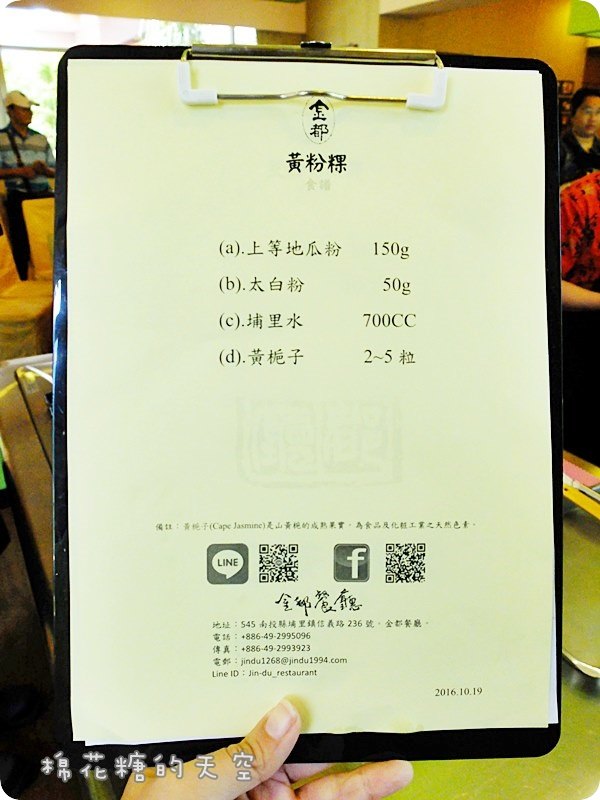 金都
黃粉粿
食譜
(a).上等地瓜粉 150g
(b).太白粉 50g
(c).埔里水 700CC
(d).黃梔子 2~5 粒
備註：黃梔子(Cape Jasmine)是山黃梔的成熟果實，為食品及化粧工業之天然色素。
LINE
f
金都餐廳
地址：545 南投縣埔里鎮信義路 236 號，金都餐廳。
電話：+886-49-2995096
傳真：+886-49-2993923
電郵：jindu1268@jindu1994.com
Line ID：Jin-du_restaurant
2016.10.19
棉花糖的天空